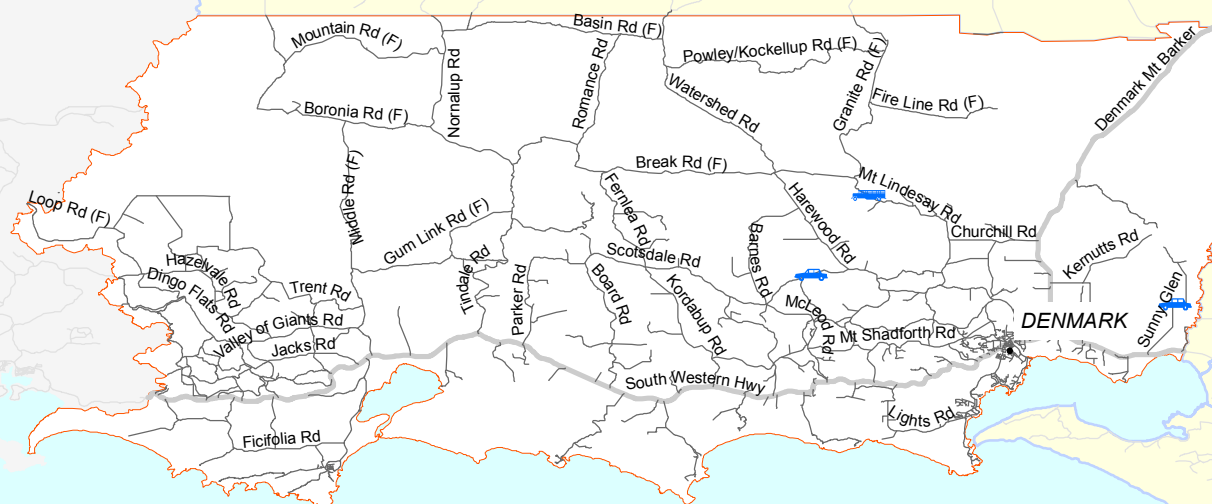 Basin Rd (F)
Mountain Rd (F)
Powley/Kockellup Rd (F)
Nornalup Rd
Romance Rd
Granite Rd (F)
Denmark Mt Barker
Watershed Rd
Fire Line Rd (F)
Boronia Rd (F)
Middle Rd (F)
Break Rd (F)
Mt Lindesay Rd
Fernlea Rd
Harewood Rd
Loop Rd (F)
Gum Link Rd (F)
Churchill Rd
Barnes Rd
Scotsdale Rd
Kernutts Rd
Hazelvale Rd
Dingo Flats Rd
Trent Rd
Tindale Rd
Parker Rd
Board Rd
Kordabup Rd
McLeod Rd
Sunny Glen
Valley of Giants Rd
Jacks Rd
Mt Shadforth Rd
DENMARK
South Western Hwy
Lights Rd
Ficifolia Rd